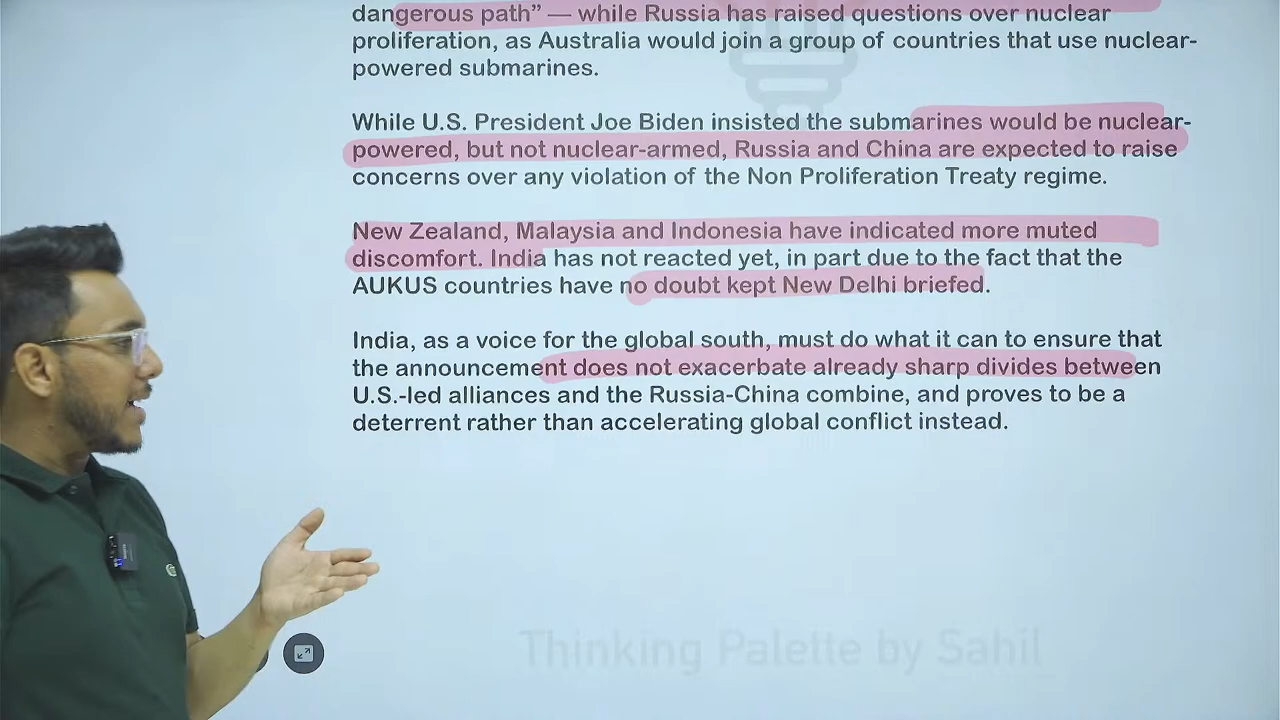 dangerous path” — while Russia has raised questions over nuclear
proliferation, as Australia would join a group of countries that use nuclear-
powered submarines.
While U.S. President Joe Biden insisted the submarines would be nuclear-
powered, but not nuclear-armed, Russia and China are expected to raise
concerns over any violation of the Non Proliferation Treaty regime.
New Zealand, Malaysia and Indonesia have indicated more muted
discomfort. India has not reacted yet, in part due to the fact that the
AUKUS countries have no doubt kept New Delhi briefed.
India, as a voice for the global south, must do what it can to ensure that
the announcement does not exacerbate already sharp divides between
U.S.-led alliances and the Russia-China combine, and proves to be a
deterrent rather than accelerating global conflict instead.
Thinking Palette by Sahil